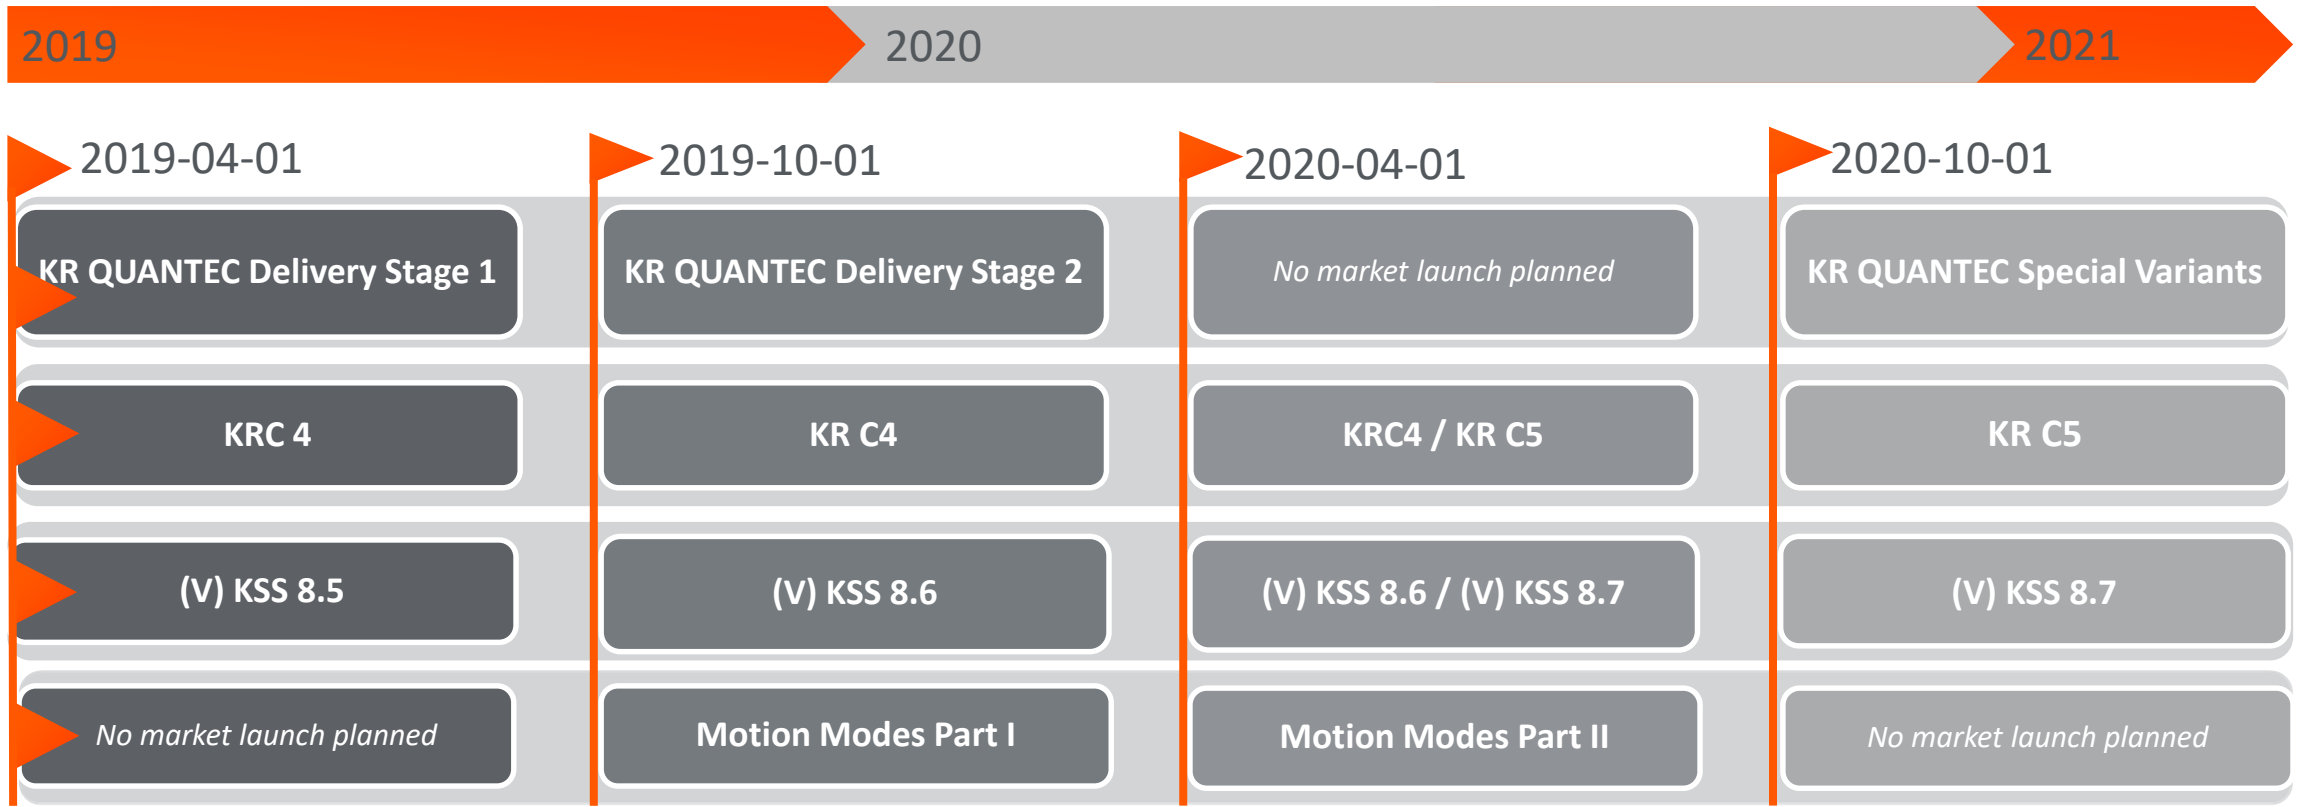 2019
2020
2021
2019-04-01
2019-10-01
2020-04-01
2020-10-01
KR QUANTEC Delivery Stage 1
KR QUANTEC Delivery Stage 2
No market launch planned
KR QUANTEC Special Variants
KRC 4
KR C4
KRC4 / KR C5
KR C5
(V) KSS 8.5
(V) KSS 8.6
(V) KSS 8.6 / (V) KSS 8.7
(V) KSS 8.7
No market launch planned
Motion Modes Part I
Motion Modes Part II
No market launch planned